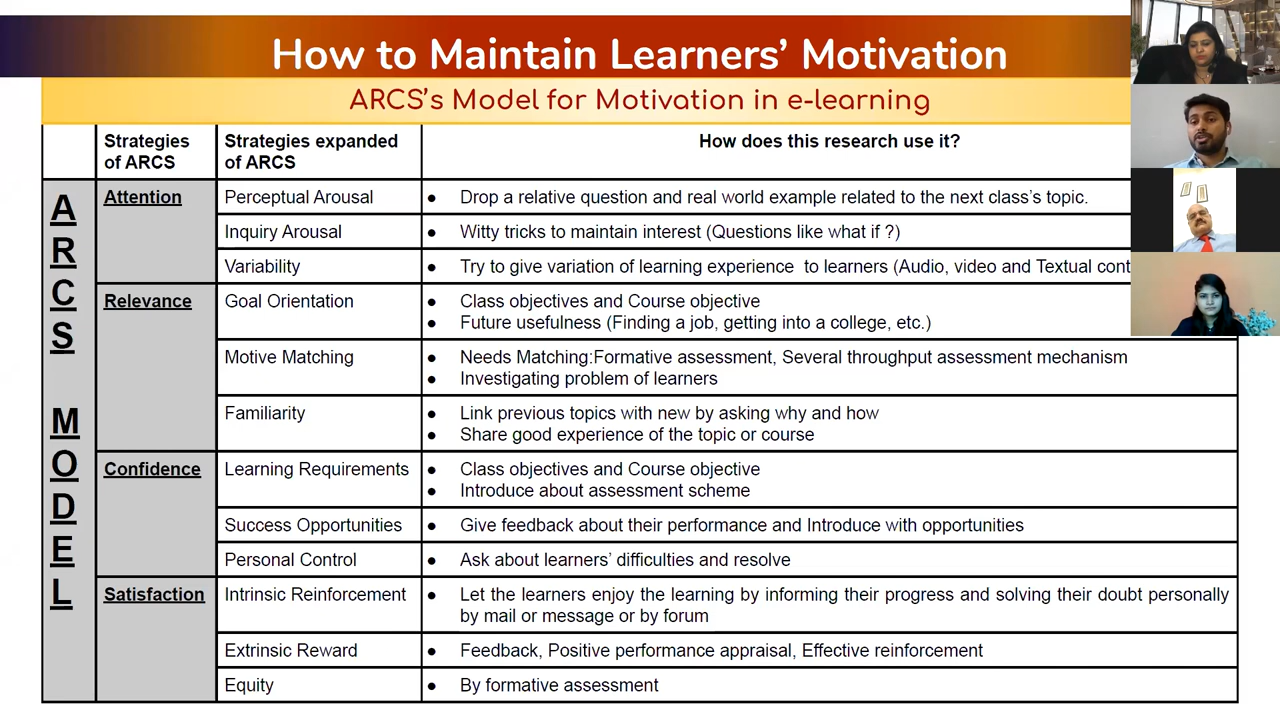 How to Maintain Learners’ Motivation
ARCS’s Model for Motivation in e-learning
Strategies of ARCS
Strategies expanded of ARCS
How does this research use it?
ARCS MODEL
Attention
Perceptual Arousal
● Drop a relative question and real world example related to the next class’s topic.
Inquiry Arousal
● Witty tricks to maintain interest (Questions like what if ?)
Variability
● Try to give variation of learning experience to learners (Audio, video and Textual
Relevance
Goal Orientation
● Class objectives and Course objective
● Future usefulness (Finding a job, getting into a college, etc.)
Motive Matching
● Needs Matching:Formative assessment, Several throughput assessment mechanism
● Investigating problem of learners
Familiarity
● Link previous topics with new by asking why and how
● Share good experience of the topic or course
Confidence
Learning Requirements
● Class objectives and Course objective
● Introduce about assessment scheme
Success Opportunities
● Give feedback about their performance and Introduce with opportunities
Personal Control
● Ask about learners’ difficulties and resolve
Satisfaction
Intrinsic Reinforcement
● Let the learners enjoy the learning by informing their progress and solving their doubt personally
by mail or message or by forum
Extrinsic Reward
● Feedback, Positive performance appraisal, Effective reinforcement
Equity
● By formative assessment